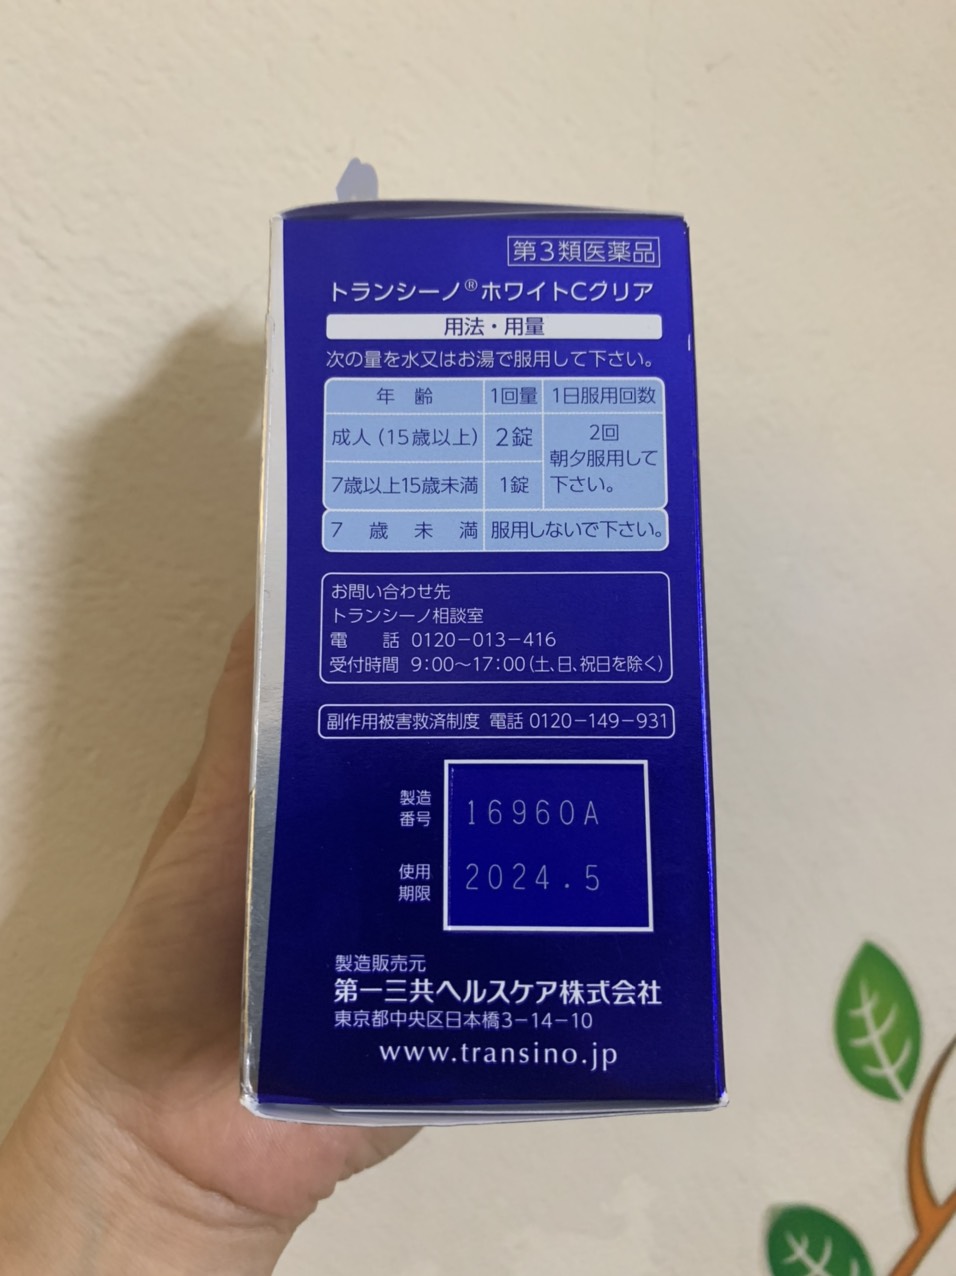 第3類医薬品
トランシーノ®ホワイトCクリア
用法・用量
次の量を水又はお湯で服用して下さい。
年 齢 1回量 1日服用回数
成人(15歳以上) 2錠 2回
朝夕服用して
下さい。
7歳以上15歳未満 1錠
7 歳 未 満 服用しないで下さい。
お問い合わせ先
トランシーノ相談室
電 話 0120-013-416
受付時間 9:00~17:00(土、日、祝日を除く)
副作用被害救済制度 電話 0120-149-931
製造
番号 16960A
使用
期限 2024.5
製造販売元
第一三共ヘルスケア株式会社
東京都中央区日本橋3-14-10
www.transino.jp